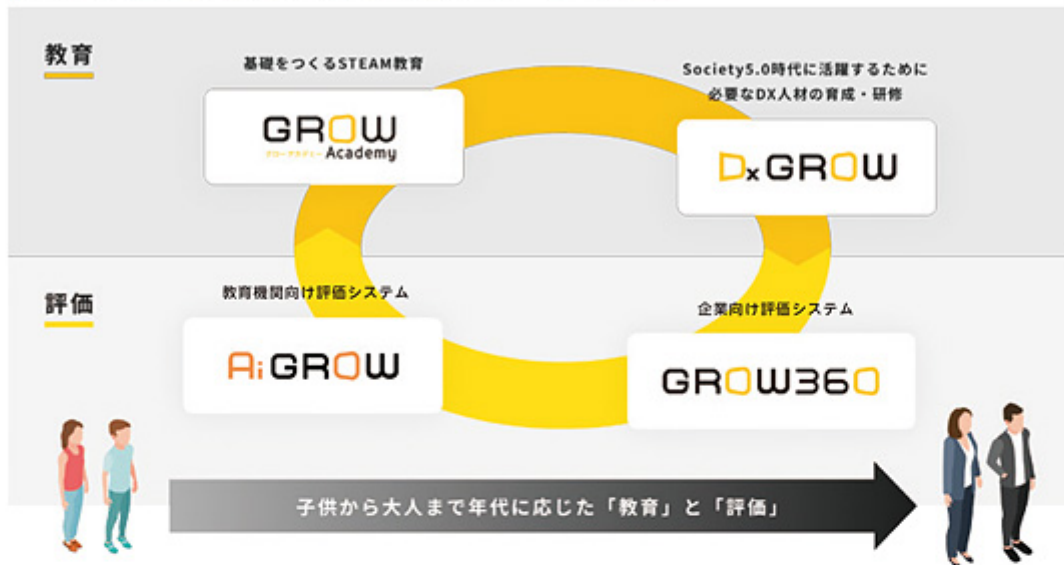 教育
基礎をつくるSTEAM教育
GROW
グローアカデミー Academy
Society5.0時代に活躍するために
必要なDX人材の育成・研修
DxGROW
評価
教育機関向け評価システム
AiGROW
企業向け評価システム
GROW360
子供から大人まで年代に応じた「教育」と「評価」